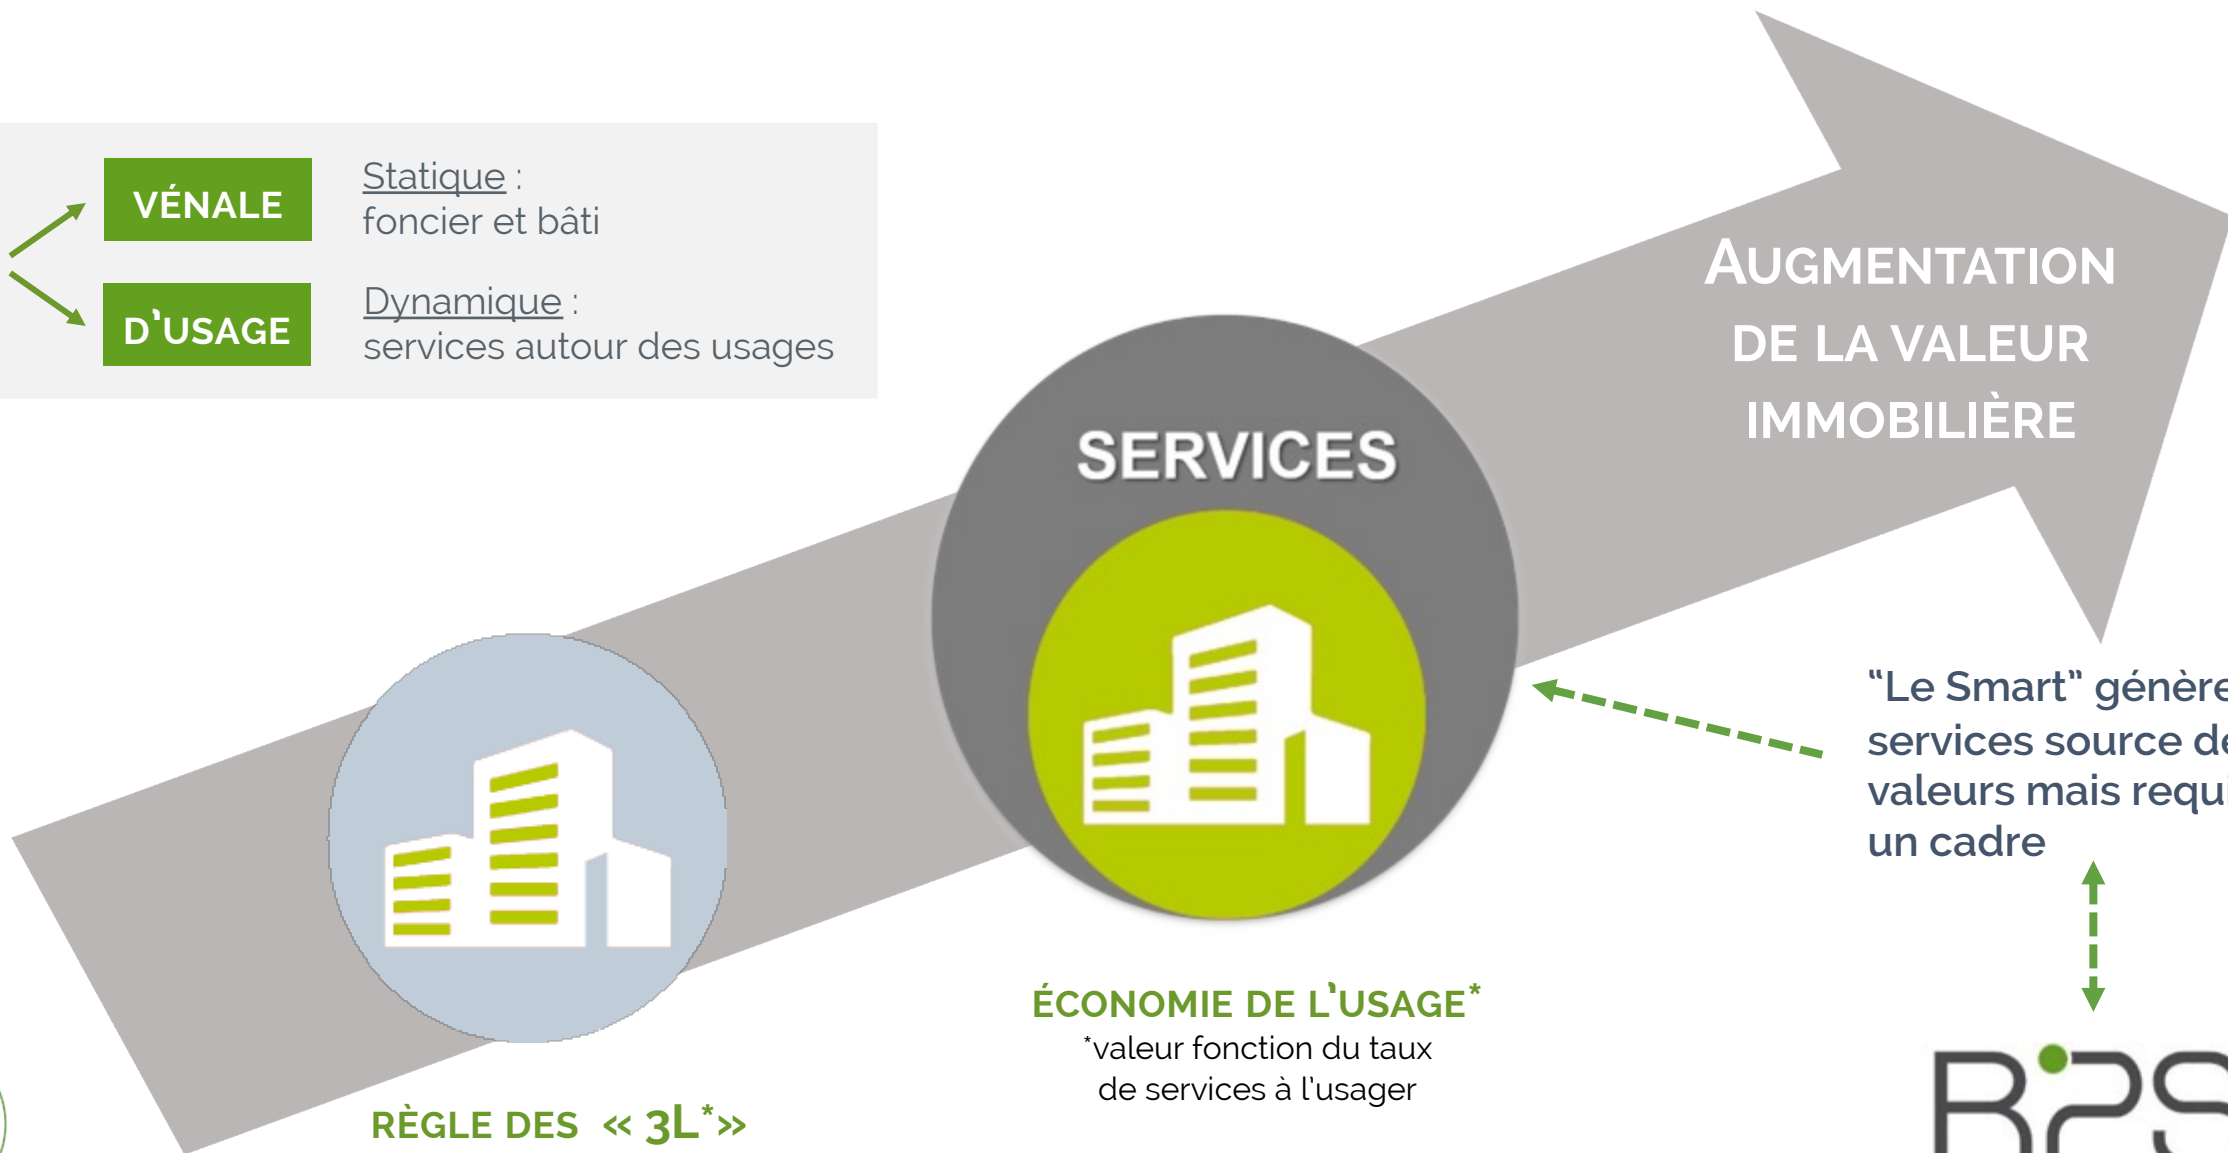 VÉNALE
Statique :
foncier et bâti
D'USAGE
Dynamique :
services autour des usages
AUGMENTATION
DE LA VALEUR
IMMOBILIÈRE
SERVICES
"Le Smart" génère
services source de
valeurs mais requi
un cadre
ÉCONOMIE DE L'USAGE*
*valeur fonction du taux
de services à l'usager
RÈGLE DES « 3L*»